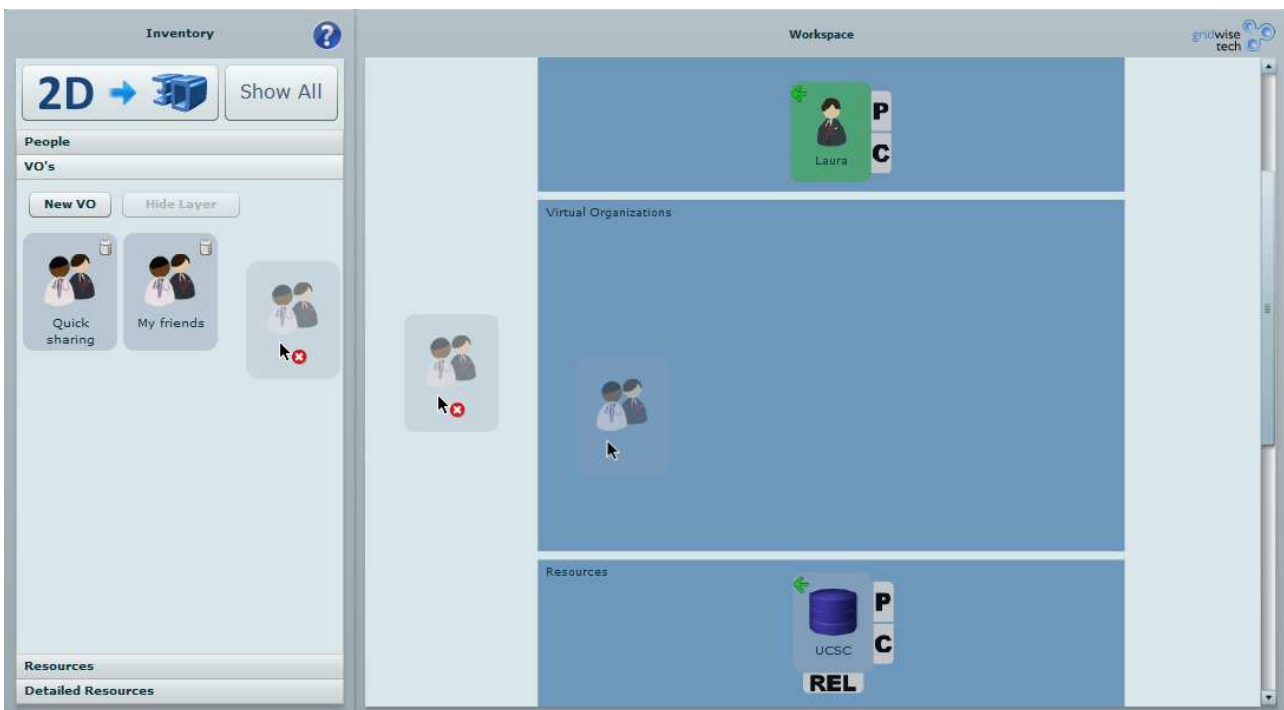 Inventory
?
Workspace
gridwise
tech
2D
Show All
People
VO's
New VO
Hide Layer
Quick
sharing
My friends
Resources
Detailed Resources
P
C
Laura
Virtual Organizations
Resources
P
C
UCSC
REL